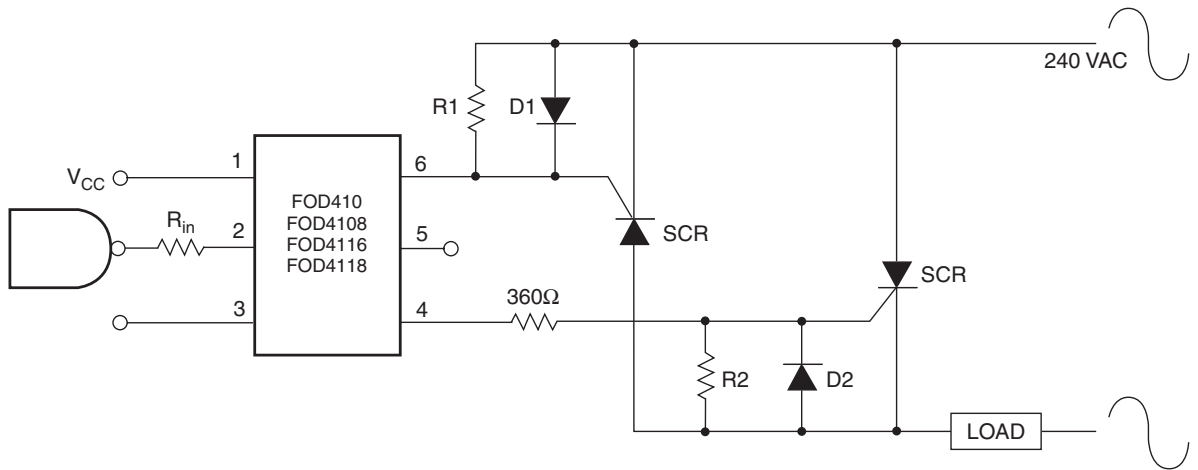 240 VAC
R1
D1
V_CC
1
6
FOD410
FOD4108
FOD4116
FOD4118
R_in
2
5
SCR
SCR
3
4
360Ω
R2
D2
LOAD